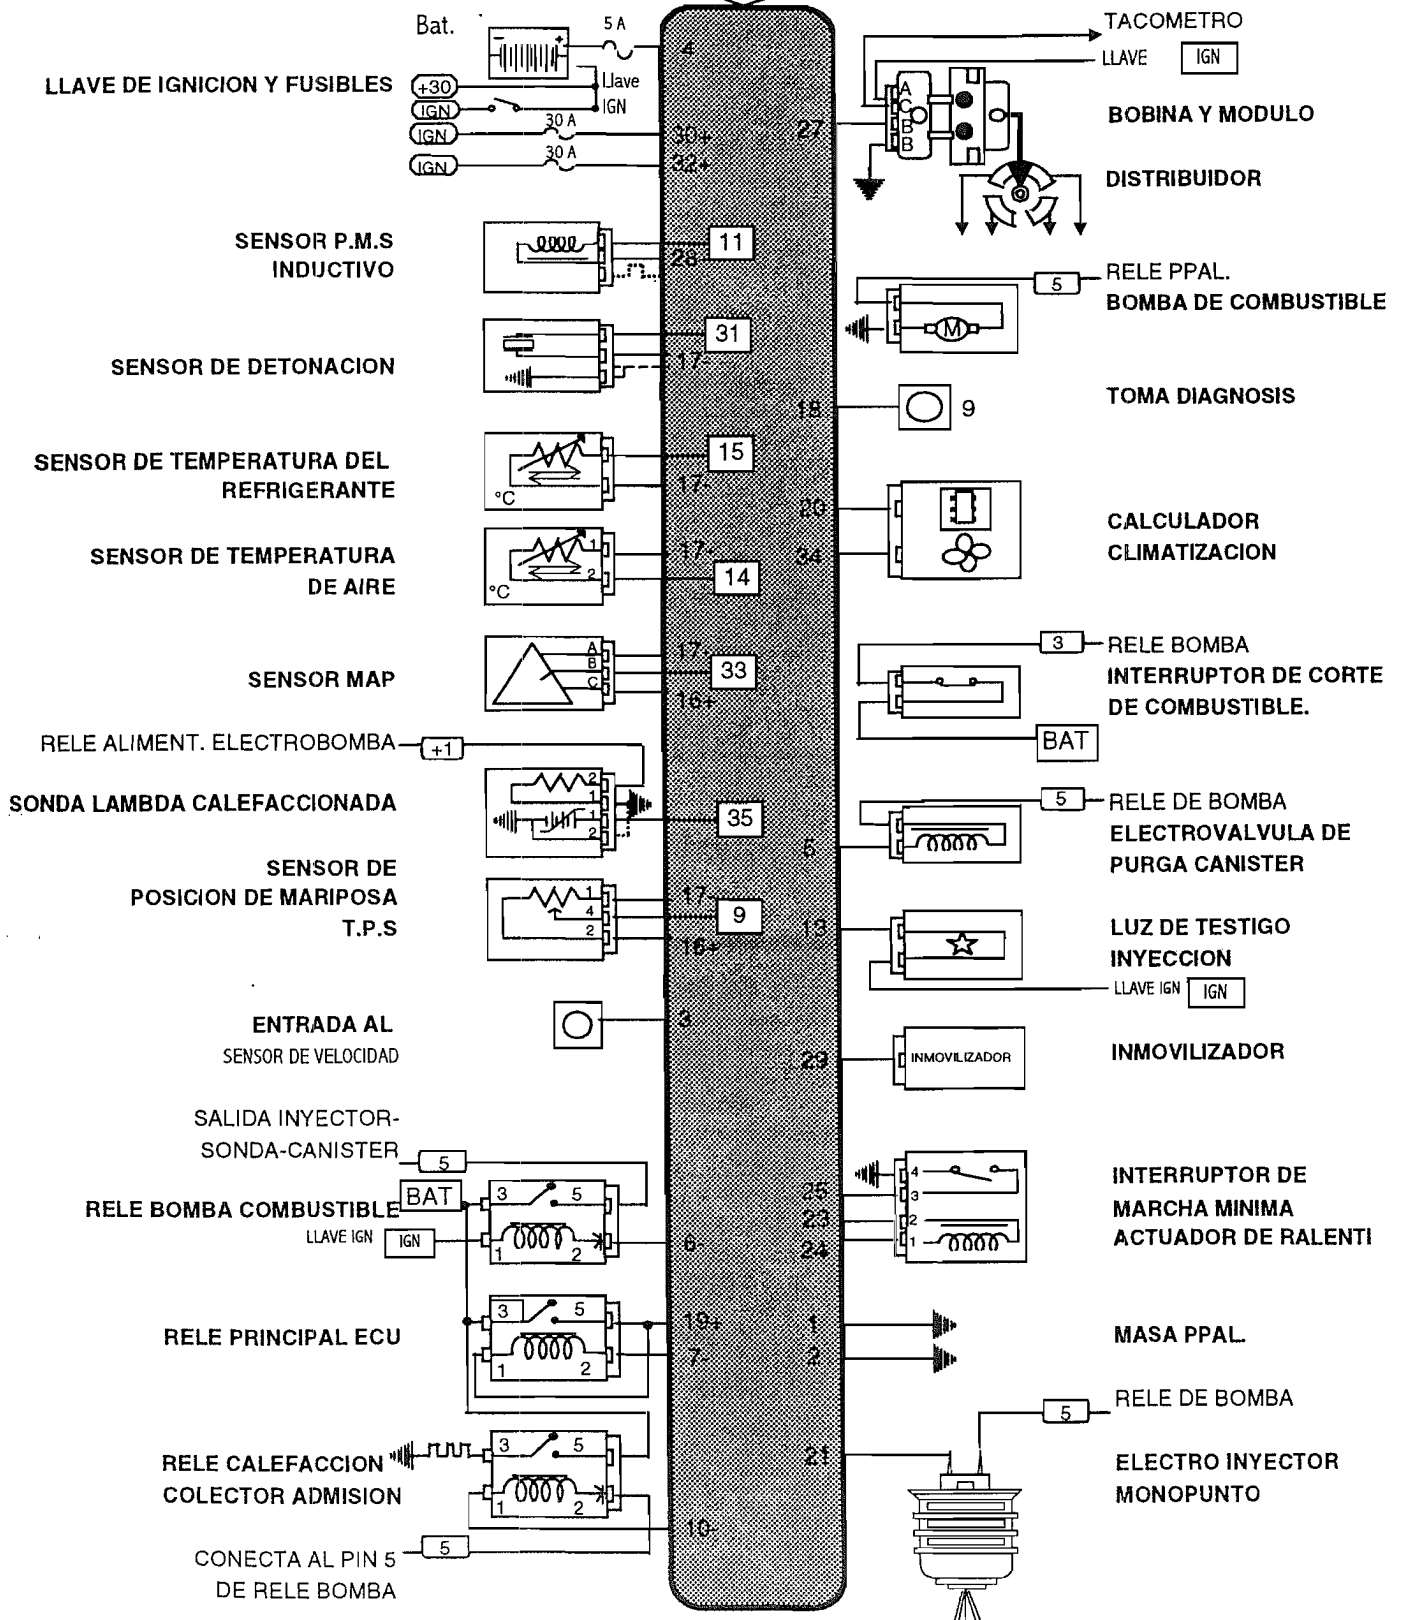 Bat.
5 A
- +
4
LLAVE DE IGNICION Y FUSIBLES
+30
Llave
IGN
IGN
IGN
30 A
30+
IGN
30 A
32+
SENSOR P.M.S
INDUCTIVO
11
28
SENSOR DE DETONACION
31
17-
SENSOR DE TEMPERATURA DEL
REFRIGERANTE
°C
15
17-
SENSOR DE TEMPERATURA
DE AIRE
°C
1
2
17-
14
SENSOR MAP
A
B
C
17-
33
16+
RELE ALIMENT. ELECTROBOMBA
+1
SONDA LAMBDA CALEFACCIONADA
2
1
1
2
35
SENSOR DE
POSICION DE MARIPOSA
T.P.S
1
4
2
17-
9
16+
ENTRADA AL
SENSOR DE VELOCIDAD
3
SALIDA INYECTOR-
SONDA-CANISTER
5
RELE BOMBA COMBUSTIBLE
BAT
LLAVE IGN
IGN
3 5
1 2
6-
RELE PRINCIPAL ECU
3 5
1 2
19+
7-
RELE CALEFACCION
COLECTOR ADMISION
3 5
1 2
10-
CONECTA AL PIN 5
DE RELE BOMBA
5
TACOMETRO
LLAVE
IGN
27
A
C
B
B
BOBINA Y MODULO
DISTRIBUIDOR
5
RELE PPAL.
BOMBA DE COMBUSTIBLE
M
18
9
TOMA DIAGNOSIS
20
34
CALCULADOR
CLIMATIZACION
3
RELE BOMBA
INTERRUPTOR DE CORTE
DE COMBUSTIBLE.
BAT
5
RELE DE BOMBA
ELECTROVALVULA DE
PURGA CANISTER
5
13
LUZ DE TESTIGO
INYECCION
LLAVE IGN
IGN
29
INMOVILIZADOR
INMOVILIZADOR
25
23
24
4
3
2
1
INTERRUPTOR DE
MARCHA MINIMA
ACTUADOR DE RALENTI
1
2
MASA PPAL.
5
RELE DE BOMBA
21
ELECTRO INYECTOR
MONOPUNTO